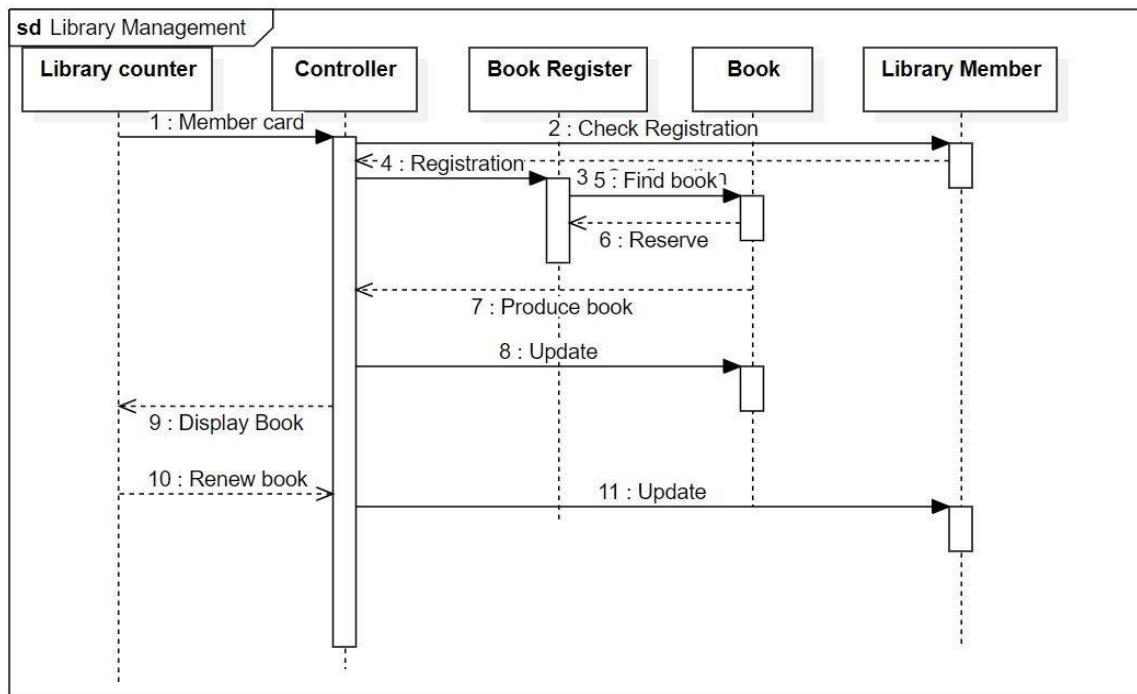 sd Library Management
Library counter
Controller
Book Register
Book
Library Member
1 : Member card
2 : Check Registration
3
4 : Registration
5 : Find book
6 : Reserve
7 : Produce book
8 : Update
9 : Display Book
10 : Renew book
11 : Update